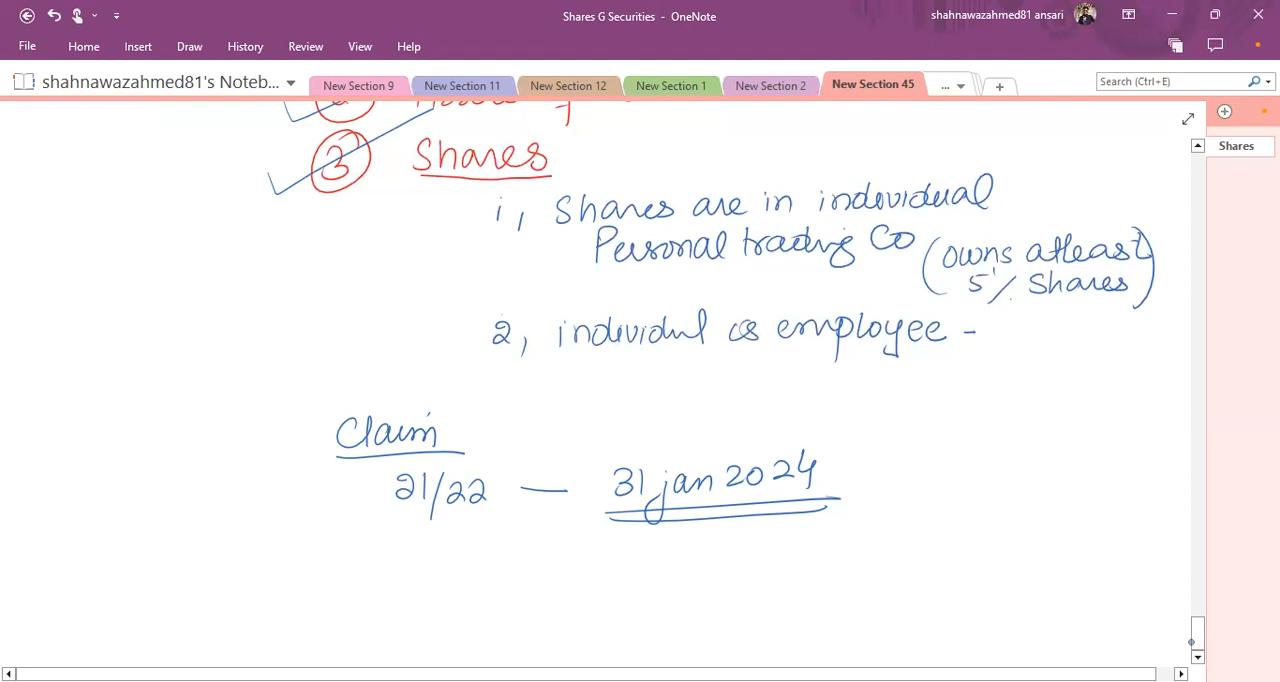 Shares G Securities - OneNote
shahnawazahmed81 ansari
File Home Insert Draw History Review View Help
shahnawazahmed81's Noteb... New Section 9 New Section 11 New Section 12 New Section 1 New Section 2 New Section 45 ... Search (Ctrl+E)
Shares
3 Shares
i, Shares are in individual
Personal trading Co (owns atleast
5% Shares)
2, individul as employee -
Claim
21/22 — 31 jan 2024